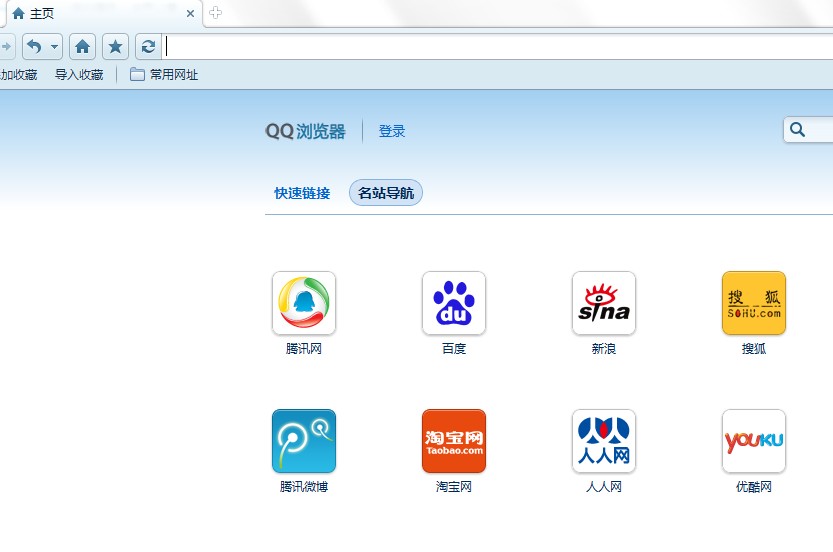 主页
加收藏 导入收藏 常用网址
QQ浏览器 登录
快速链接 名站导航
du sina 搜狐 SOHU.com
腾讯网 百度 新浪 搜狐
淘宝网 Taobao.com 人人网 YOUKU
腾讯微博 淘宝网 人人网 优酷网